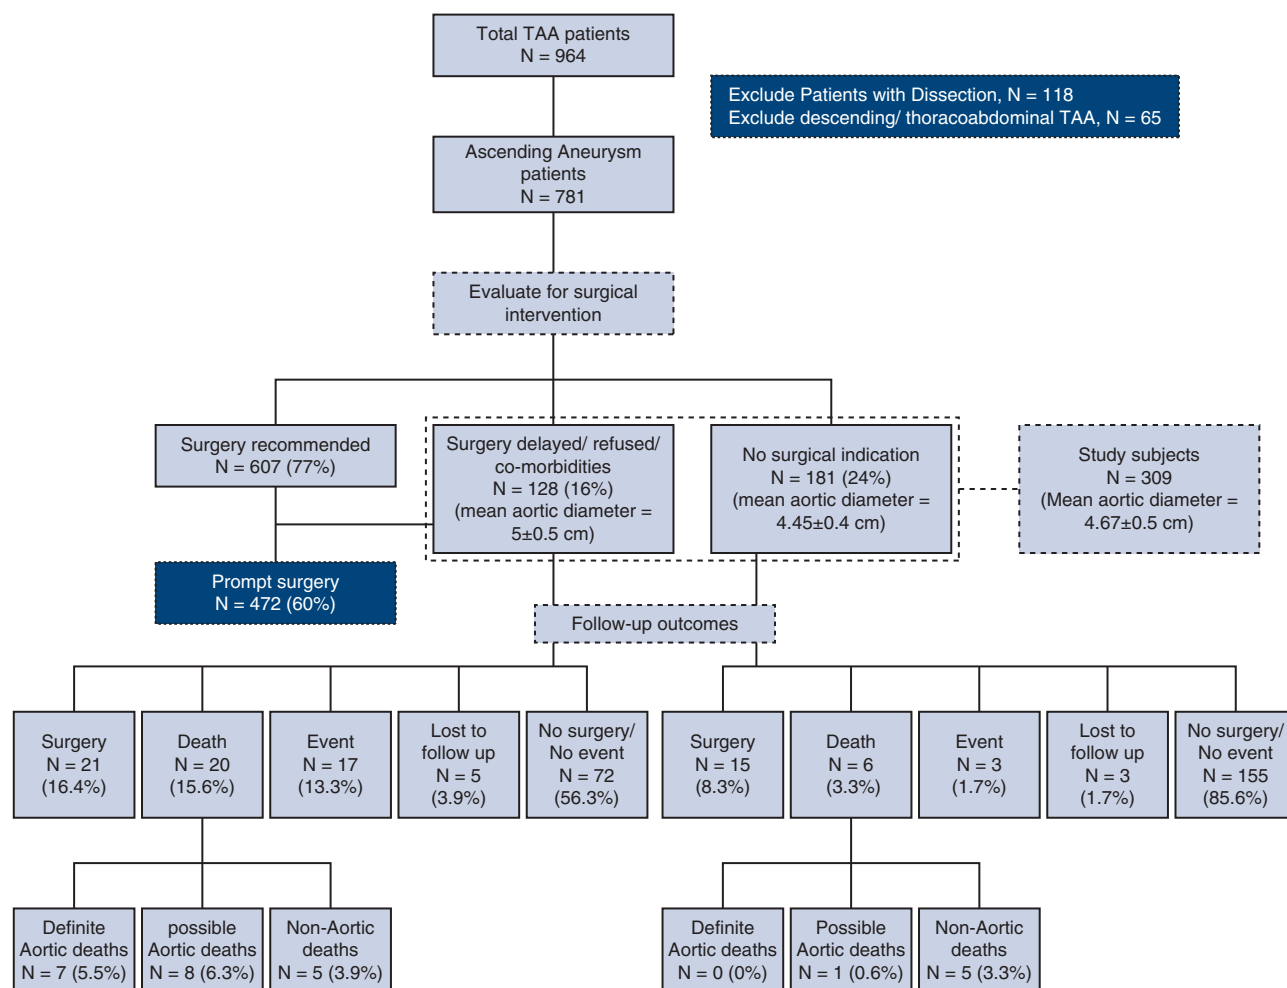 Total TAA patients
N = 964
Exclude Patients with Dissection, N = 118
Exclude descending/ thoracoabdominal TAA, N = 65
Ascending Aneurysm
patients
N = 781
Evaluate for surgical
intervention
Surgery recommended
N = 607 (77%)
Surgery delayed/ refused/
co-morbidities
N = 128 (16%)
(mean aortic diameter =
5±0.5 cm)
No surgical indication
N = 181 (24%)
(mean aortic diameter =
4.45±0.4 cm)
Study subjects
N = 309
(Mean aortic diameter =
4.67±0.5 cm)
Prompt surgery
N = 472 (60%)
Follow-up outcomes
Surgery
N = 21
(16.4%)
Death
N = 20
(15.6%)
Event
N = 17
(13.3%)
Lost to
follow up
N = 5
(3.9%)
No surgery/
No event
N = 72
(56.3%)
Surgery
N = 15
(8.3%)
Death
N = 6
(3.3%)
Event
N = 3
(1.7%)
Lost to
follow up
N = 3
(1.7%)
No surgery/
No event
N = 155
(85.6%)
Definite
Aortic deaths
N = 7 (5.5%)
possible
Aortic deaths
N = 8 (6.3%)
Non-Aortic
deaths
N = 5 (3.9%)
Definite
Aortic deaths
N = 0 (0%)
Possible
Aortic deaths
N = 1 (0.6%)
Non-Aortic
deaths
N = 5 (3.3%)